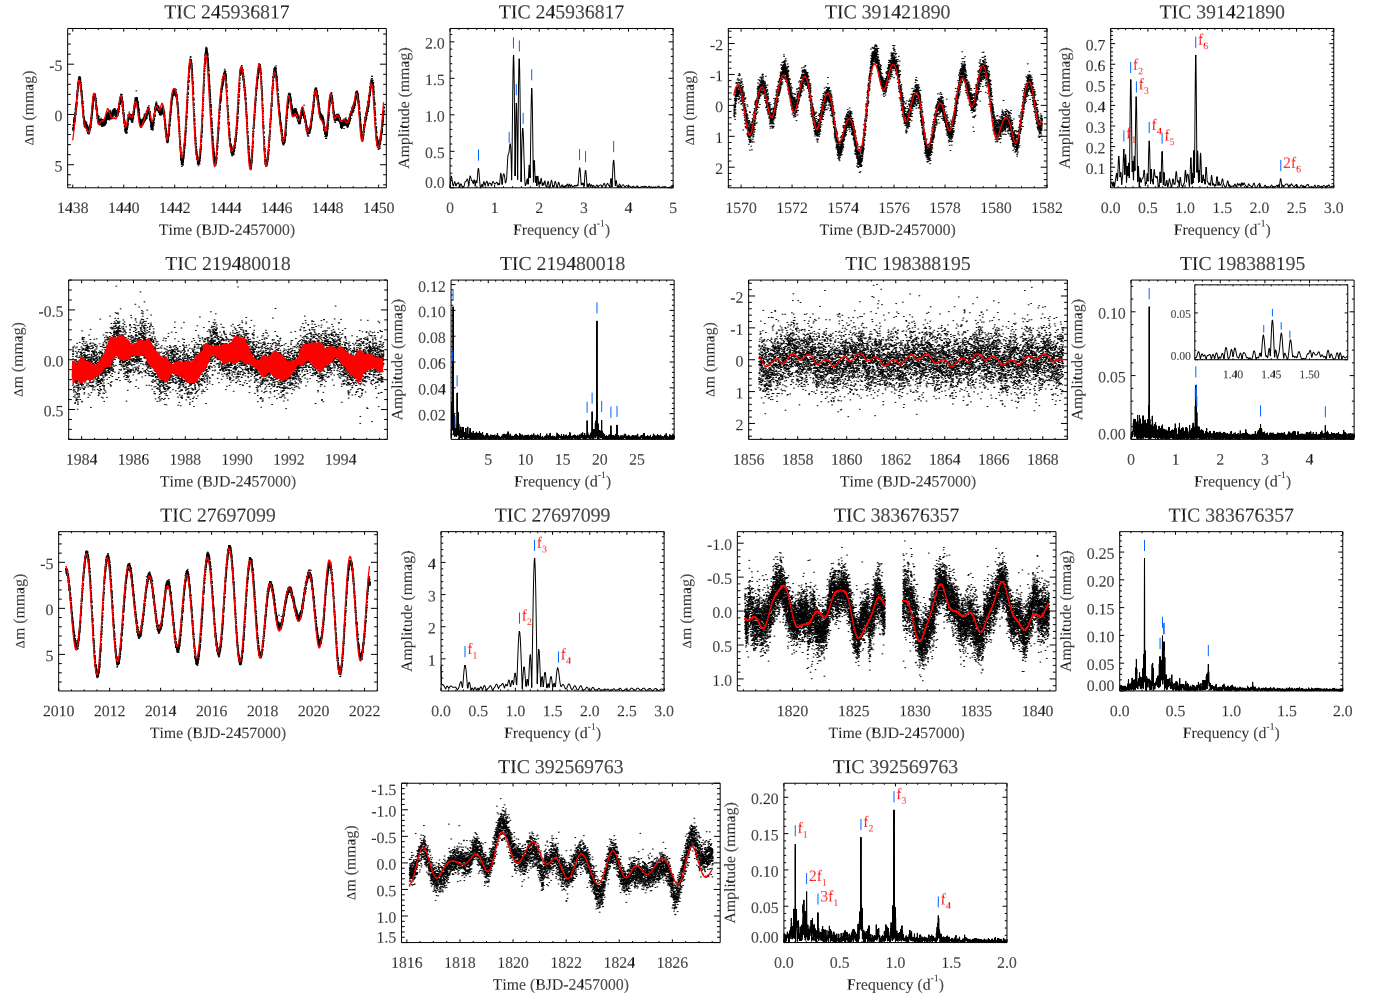 TIC 245936817
TIC 245936817
TIC 391421890
TIC 391421890
Δm (mmag)
-5
0
5
1438 1440 1442 1444 1446 1448 1450
Time (BJD-2457000)
Amplitude (mmag)
2.0
1.5
1.0
0.5
0.0
0 1 2 3 4 5
Frequency (d⁻¹)
Δm (mmag)
-2
-1
0
1
2
1570 1572 1574 1576 1578 1580 1582
Time (BJD-2457000)
Amplitude (mmag)
0.7
0.6
0.5
0.4
0.3
0.2
0.1
f₆
f₂
f₃
f₁
f₄
f₅
2f₆
0.0 0.5 1.0 1.5 2.0 2.5 3.0
Frequency (d⁻¹)
TIC 219480018
TIC 219480018
TIC 198388195
TIC 198388195
Δm (mmag)
-0.5
0.0
0.5
1984 1986 1988 1990 1992 1994
Time (BJD-2457000)
Amplitude (mmag)
0.12
0.10
0.08
0.06
0.04
0.02
5 10 15 20 25
Frequency (d⁻¹)
Δm (mmag)
-2
-1
0
1
2
1856 1858 1860 1862 1864 1866 1868
Time (BJD-2457000)
Amplitude (mmag)
0.10
0.05
0.00
0.05
0.00
1.40 1.45 1.50
0 1 2 3 4
Frequency (d⁻¹)
TIC 27697099
TIC 27697099
TIC 383676357
TIC 383676357
Δm (mmag)
-5
0
5
2010 2012 2014 2016 2018 2020 2022
Time (BJD-2457000)
Amplitude (mmag)
4
3
2
1
f₃
f₂
f₁
f₄
0.0 0.5 1.0 1.5 2.0 2.5 3.0
Frequency (d⁻¹)
Δm (mmag)
-1.0
-0.5
0.0
0.5
1.0
1820 1825 1830 1835 1840
Time (BJD-2457000)
Amplitude (mmag)
0.25
0.20
0.15
0.10
0.05
0.00
0.0 0.5 1.0 1.5 2.0
Frequency (d⁻¹)
TIC 392569763
TIC 392569763
Δm (mmag)
-1.5
-1.0
-0.5
0.0
0.5
1.0
1.5
1816 1818 1820 1822 1824 1826
Time (BJD-2457000)
Amplitude (mmag)
0.20
0.15
0.10
0.05
0.00
f₃
f₁
f₂
2f₁
3f₁
f₄
0.0 0.5 1.0 1.5 2.0
Frequency (d⁻¹)